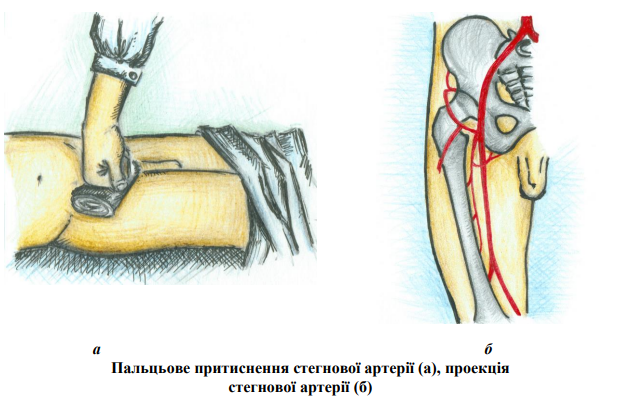 а б
Пальцьове притиснення стегнової артерії (а), проекція
стегнової артерії (б)